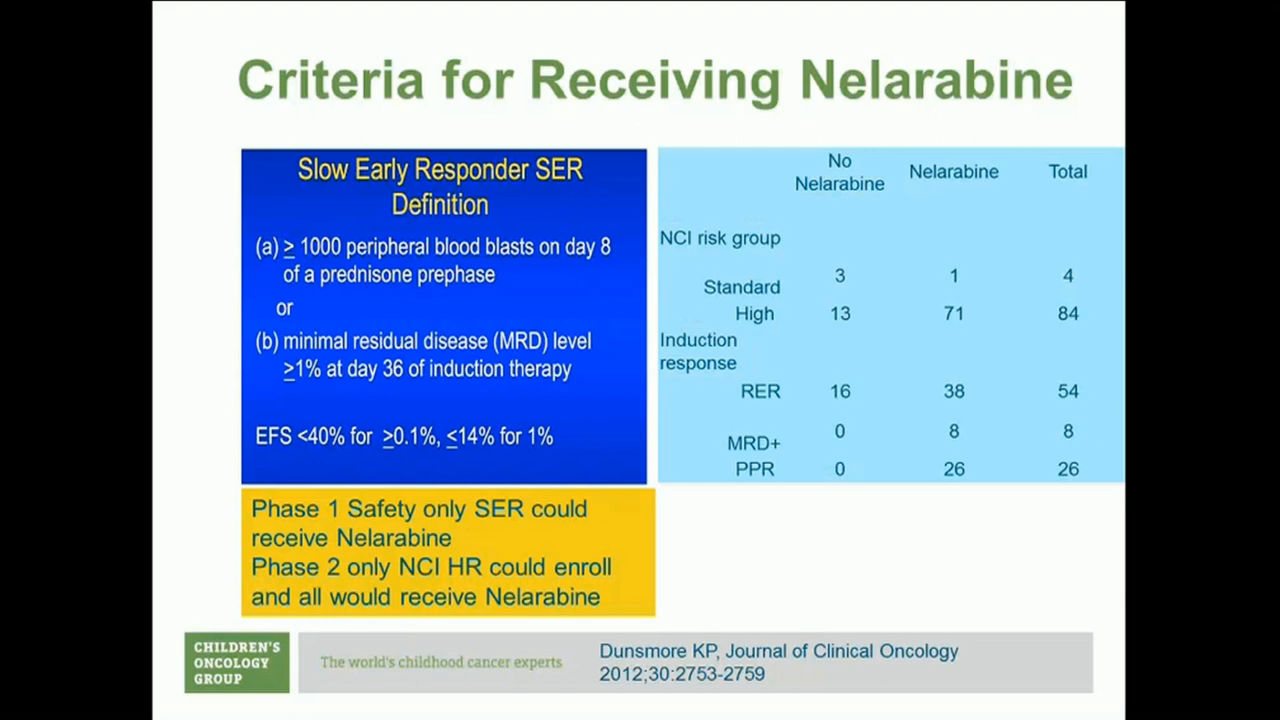 Criteria for Receiving Nelarabine
Slow Early Responder SER
Definition
(a) ≥ 1000 peripheral blood blasts on day 8
of a prednisone prephase
or
(b) minimal residual disease (MRD) level
≥1% at day 36 of induction therapy
EFS <40% for ≥0.1%, ≤14% for 1%
No
Nelarabine Nelarabine Total
NCI risk group
Standard 3 1 4
High 13 71 84
Induction
response
RER 16 38 54
MRD+ 0 8 8
PPR 0 26 26
Phase 1 Safety only SER could
receive Nelarabine
Phase 2 only NCI HR could enroll
and all would receive Nelarabine
CHILDREN'S
ONCOLOGY
GROUP
The world's childhood cancer experts
Dunsmore KP, Journal of Clinical Oncology
2012;30:2753-2759